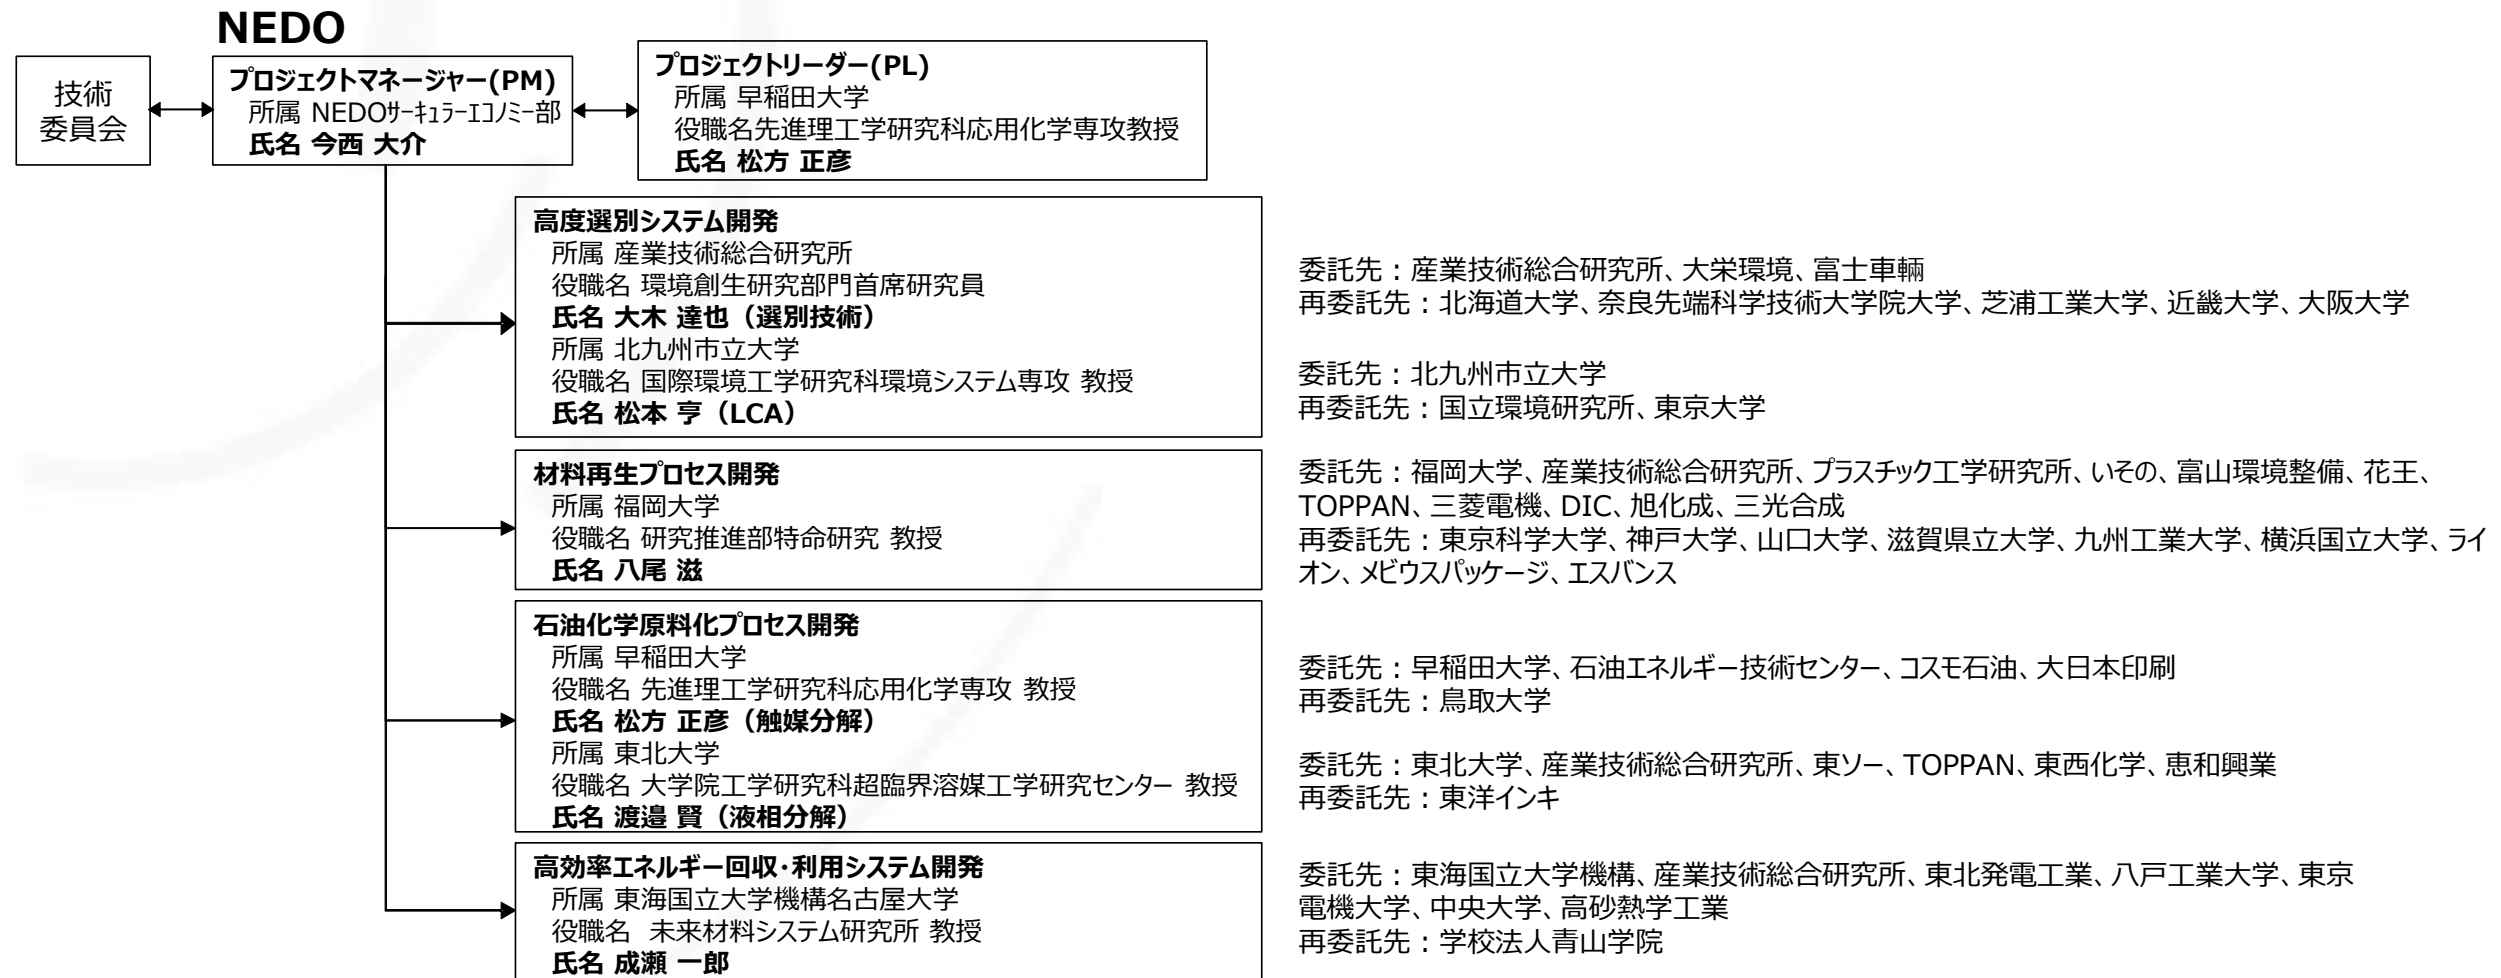 NEDO
技術
委員会
プロジェクトマネージャー(PM)
所属 NEDOサーキュラーエコノミー部
氏名 今西 大介
プロジェクトリーダー(PL)
所属 早稲田大学
役職名先進理工学研究科応用化学専攻教授
氏名 松方 正彦
高度選別システム開発
所属 産業技術総合研究所
役職名 環境創生研究部門首席研究員
氏名 大木 達也（選別技術）
所属 北九州市立大学
役職名 国際環境工学研究科環境システム専攻 教授
氏名 松本 亨（LCA）
委託先：産業技術総合研究所、大栄環境、富士車輛
再委託先：北海道大学、奈良先端科学技術大学院大学、芝浦工業大学、近畿大学、大阪大学
委託先：北九州市立大学
再委託先：国立環境研究所、東京大学
材料再生プロセス開発
所属 福岡大学
役職名 研究推進部特命研究 教授
氏名 八尾 滋
委託先：福岡大学、産業技術総合研究所、プラスチック工学研究所、いその、富山環境整備、花王、
TOPPAN、三菱電機、DIC、旭化成、三光合成
再委託先：東京科学大学、神戸大学、山口大学、滋賀県立大学、九州工業大学、横浜国立大学、ライ
オン、メビウスパッケージ、エスバンス
石油化学原料化プロセス開発
所属 早稲田大学
役職名 先進理工学研究科応用化学専攻 教授
氏名 松方 正彦（触媒分解）
所属 東北大学
役職名 大学院工学研究科超臨界溶媒工学研究センター 教授
氏名 渡邉 賢（液相分解）
委託先：早稲田大学、石油エネルギー技術センター、コスモ石油、大日本印刷
再委託先：鳥取大学
委託先：東北大学、産業技術総合研究所、東ソー、TOPPAN、東西化学、恵和興業
再委託先：東洋インキ
高効率エネルギー回収・利用システム開発
所属 東海国立大学機構名古屋大学
役職名 未来材料システム研究所 教授
氏名 成瀬 一郎
委託先：東海国立大学機構、産業技術総合研究所、東北発電工業、八戸工業大学、東京
電機大学、中央大学、高砂熱学工業
再委託先：学校法人青山学院